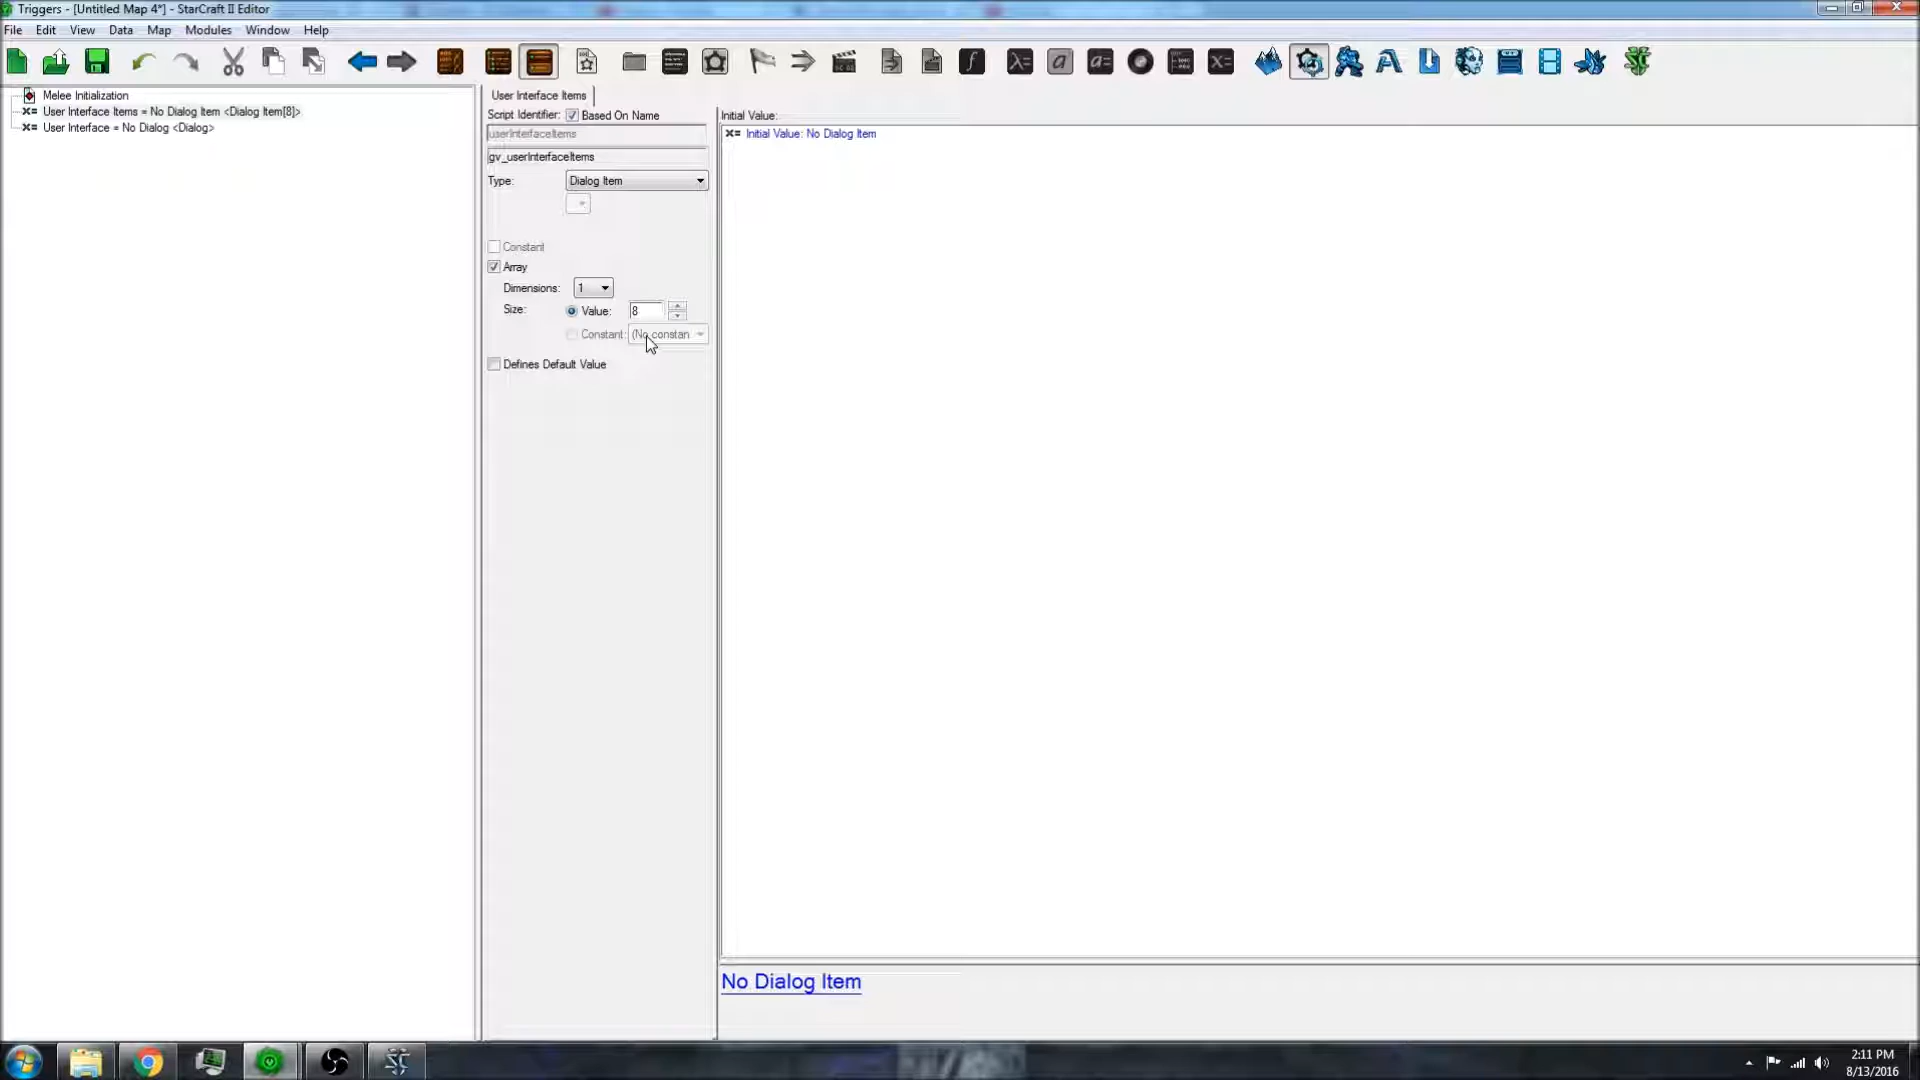 Triggers - [Untitled Map 4*] - StarCraft II Editor
File Edit View Data Map Modules Window Help
Melee Initialization
User Interface Items = No Dialog Item <Dialog Item[8]>
User Interface = No Dialog <Dialog>
User Interface Items
Script Identifier: Based On Name
userInterfaceItems
gv_userInterfaceItems
Type: Dialog Item
Constant
Array
Dimensions: 1
Size: Value: 8
Constant: (No constan
Defines Default Value
Initial Value:
Initial Value: No Dialog Item
No Dialog Item
2:11 PM
8/13/2016